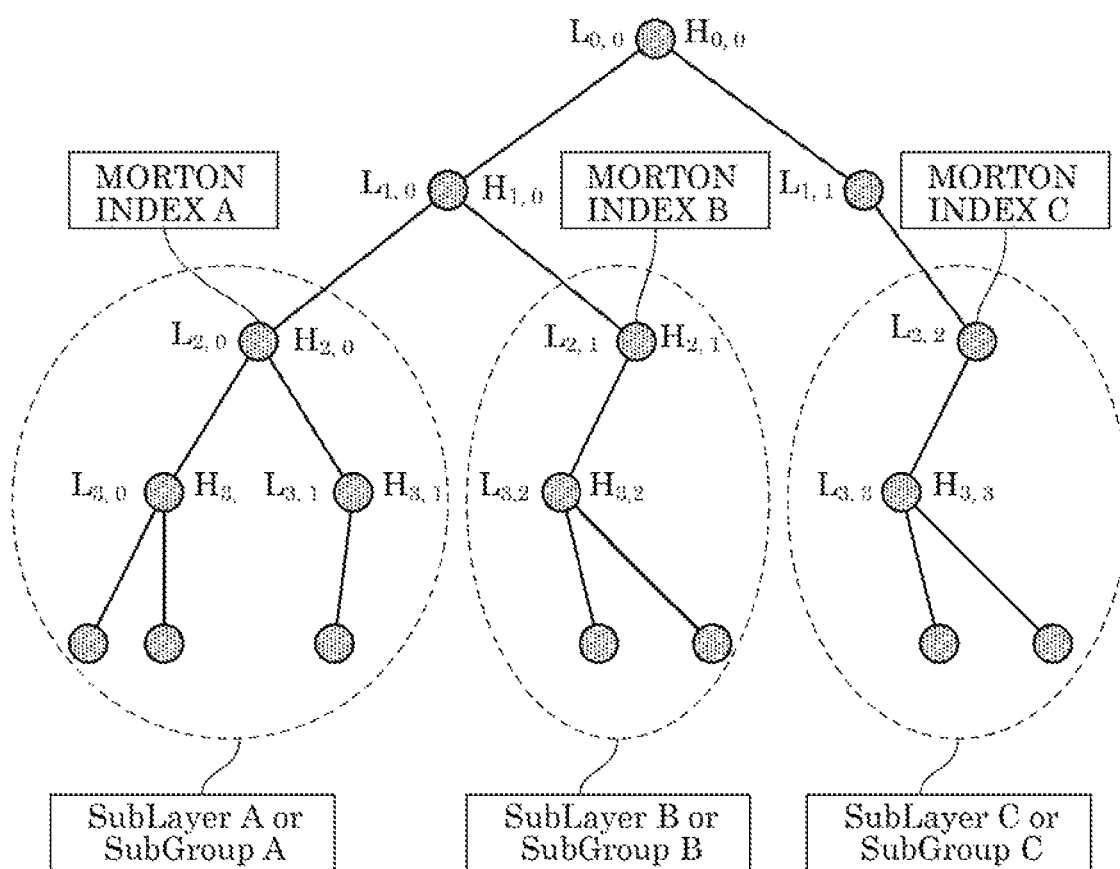 L0, 0 H0, 0
MORTON
INDEX A
L1, 0 H1, 0
MORTON
INDEX B
L1, 1
MORTON
INDEX C
L2, 0 H2, 0
L2, 1 H2, 1
L2, 2
L3, 0 H3,
L3, 1 H3, 1
L3,2 H3,2
L3, 3 H3, 3
SubLayer A or
SubGroup A
SubLayer B or
SubGroup B
SubLayer C or
SubGroup C